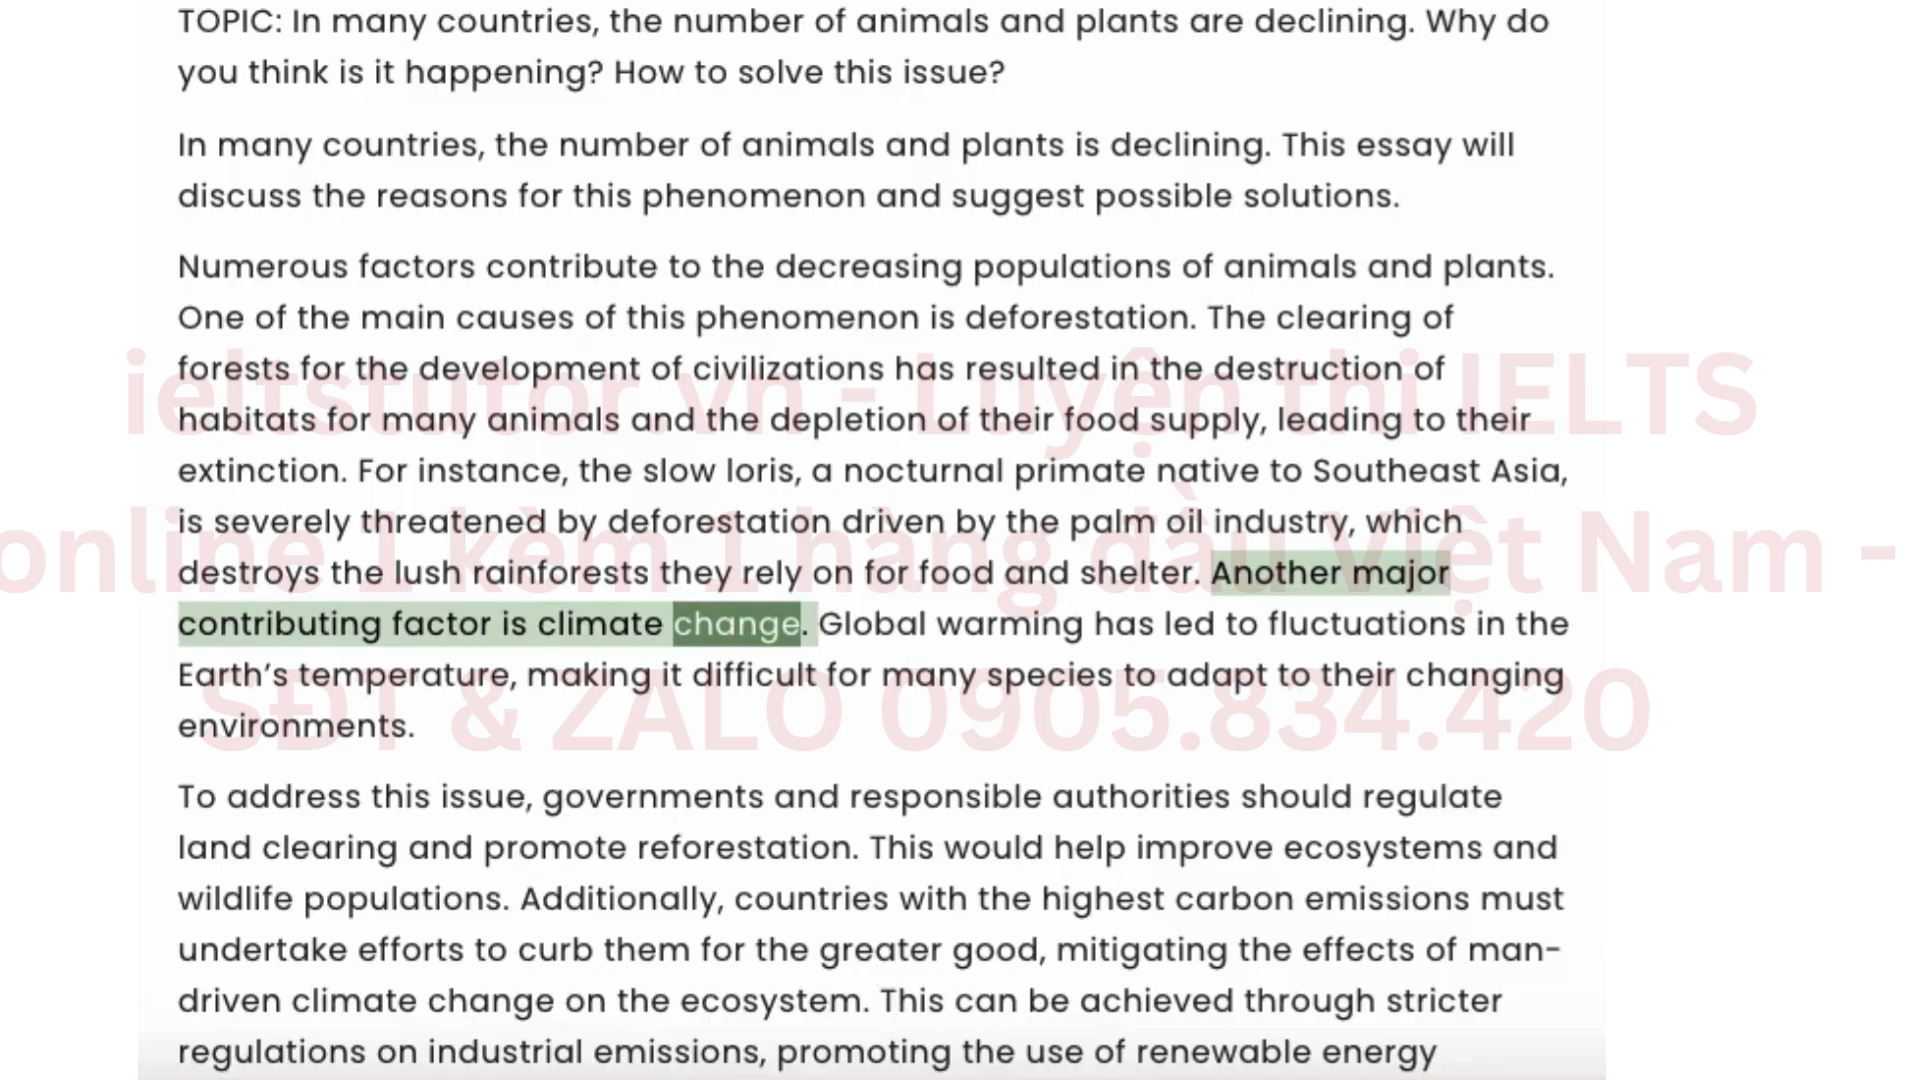 TOPIC: In many countries, the number of animals and plants are declining. Why do
you think is it happening? How to solve this issue?
In many countries, the number of animals and plants is declining. This essay will
discuss the reasons for this phenomenon and suggest possible solutions.
Numerous factors contribute to the decreasing populations of animals and plants.
One of the main causes of this phenomenon is deforestation. The clearing of
forests for the development of civilizations has resulted in the destruction of
habitats for many animals and the depletion of their food supply, leading to their
extinction. For instance, the slow loris, a nocturnal primate native to Southeast Asia,
is severely threatened by deforestation driven by the palm oil industry, which
destroys the lush rainforests they rely on for food and shelter. Another major
contributing factor is climate change. Global warming has led to fluctuations in the
Earth’s temperature, making it difficult for many species to adapt to their changing
environments.
To address this issue, governments and responsible authorities should regulate
land clearing and promote reforestation. This would help improve ecosystems and
wildlife populations. Additionally, countries with the highest carbon emissions must
undertake efforts to curb them for the greater good, mitigating the effects of man-
driven climate change on the ecosystem. This can be achieved through stricter
regulations on industrial emissions, promoting the use of renewable energy
ieltstutor.vn - Luyện thi IELTS
online 1 kèm 1 hàng đầu Việt Nam -
SĐT & ZALO 0905.834.420